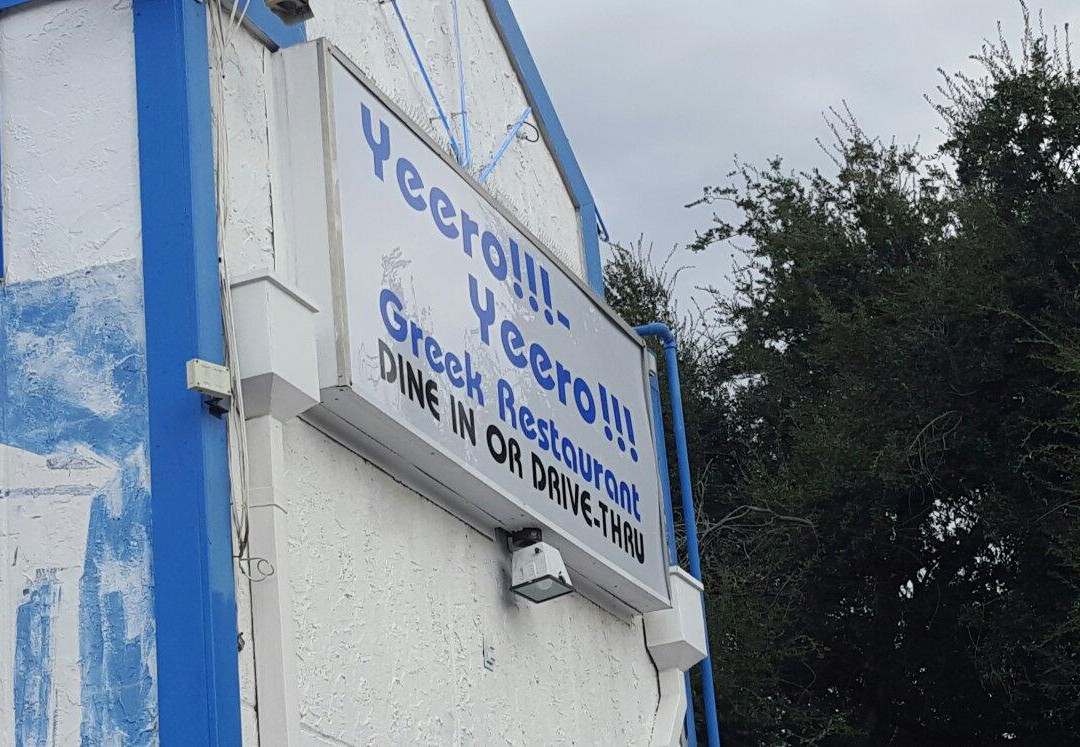 Yeero!!!-
Yeero!!!
Greek Restaurant
DINE IN OR DRIVE-THRU